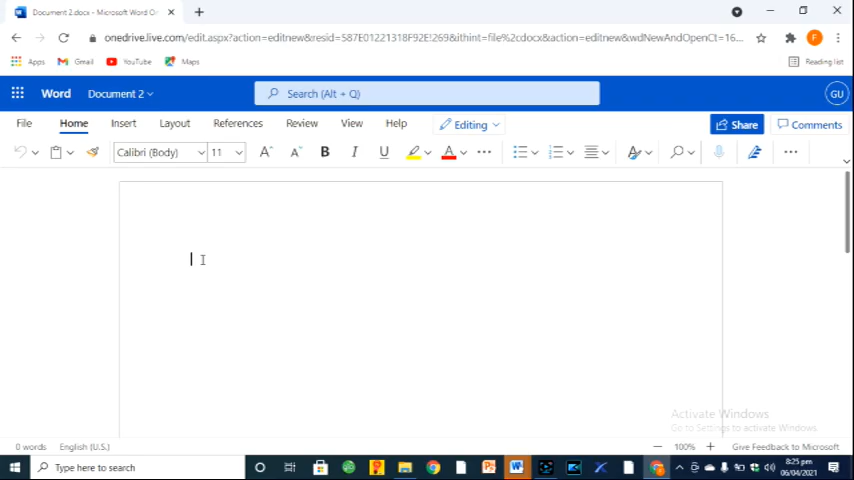 Document 2.docx – Microsoft Word On
onedrive.live.com/edit.aspx?action=editnew&resid=587E01221318F92E!269&ithint=file%2cdocx&action=editnew&wdNewAndOpenCt=16...
Apps Gmail YouTube Maps Reading list
Word Document 2 Search (Alt + Q) GU
File Home Insert Layout References Review View Help Editing Share Comments
Calibri (Body) 11 A A B I U A
Activate Windows
Go to Settings to activate Windows.
0 words English (U.S.) 100% Give Feedback to Microsoft
Type here to search 8:25 pm
06/04/2021